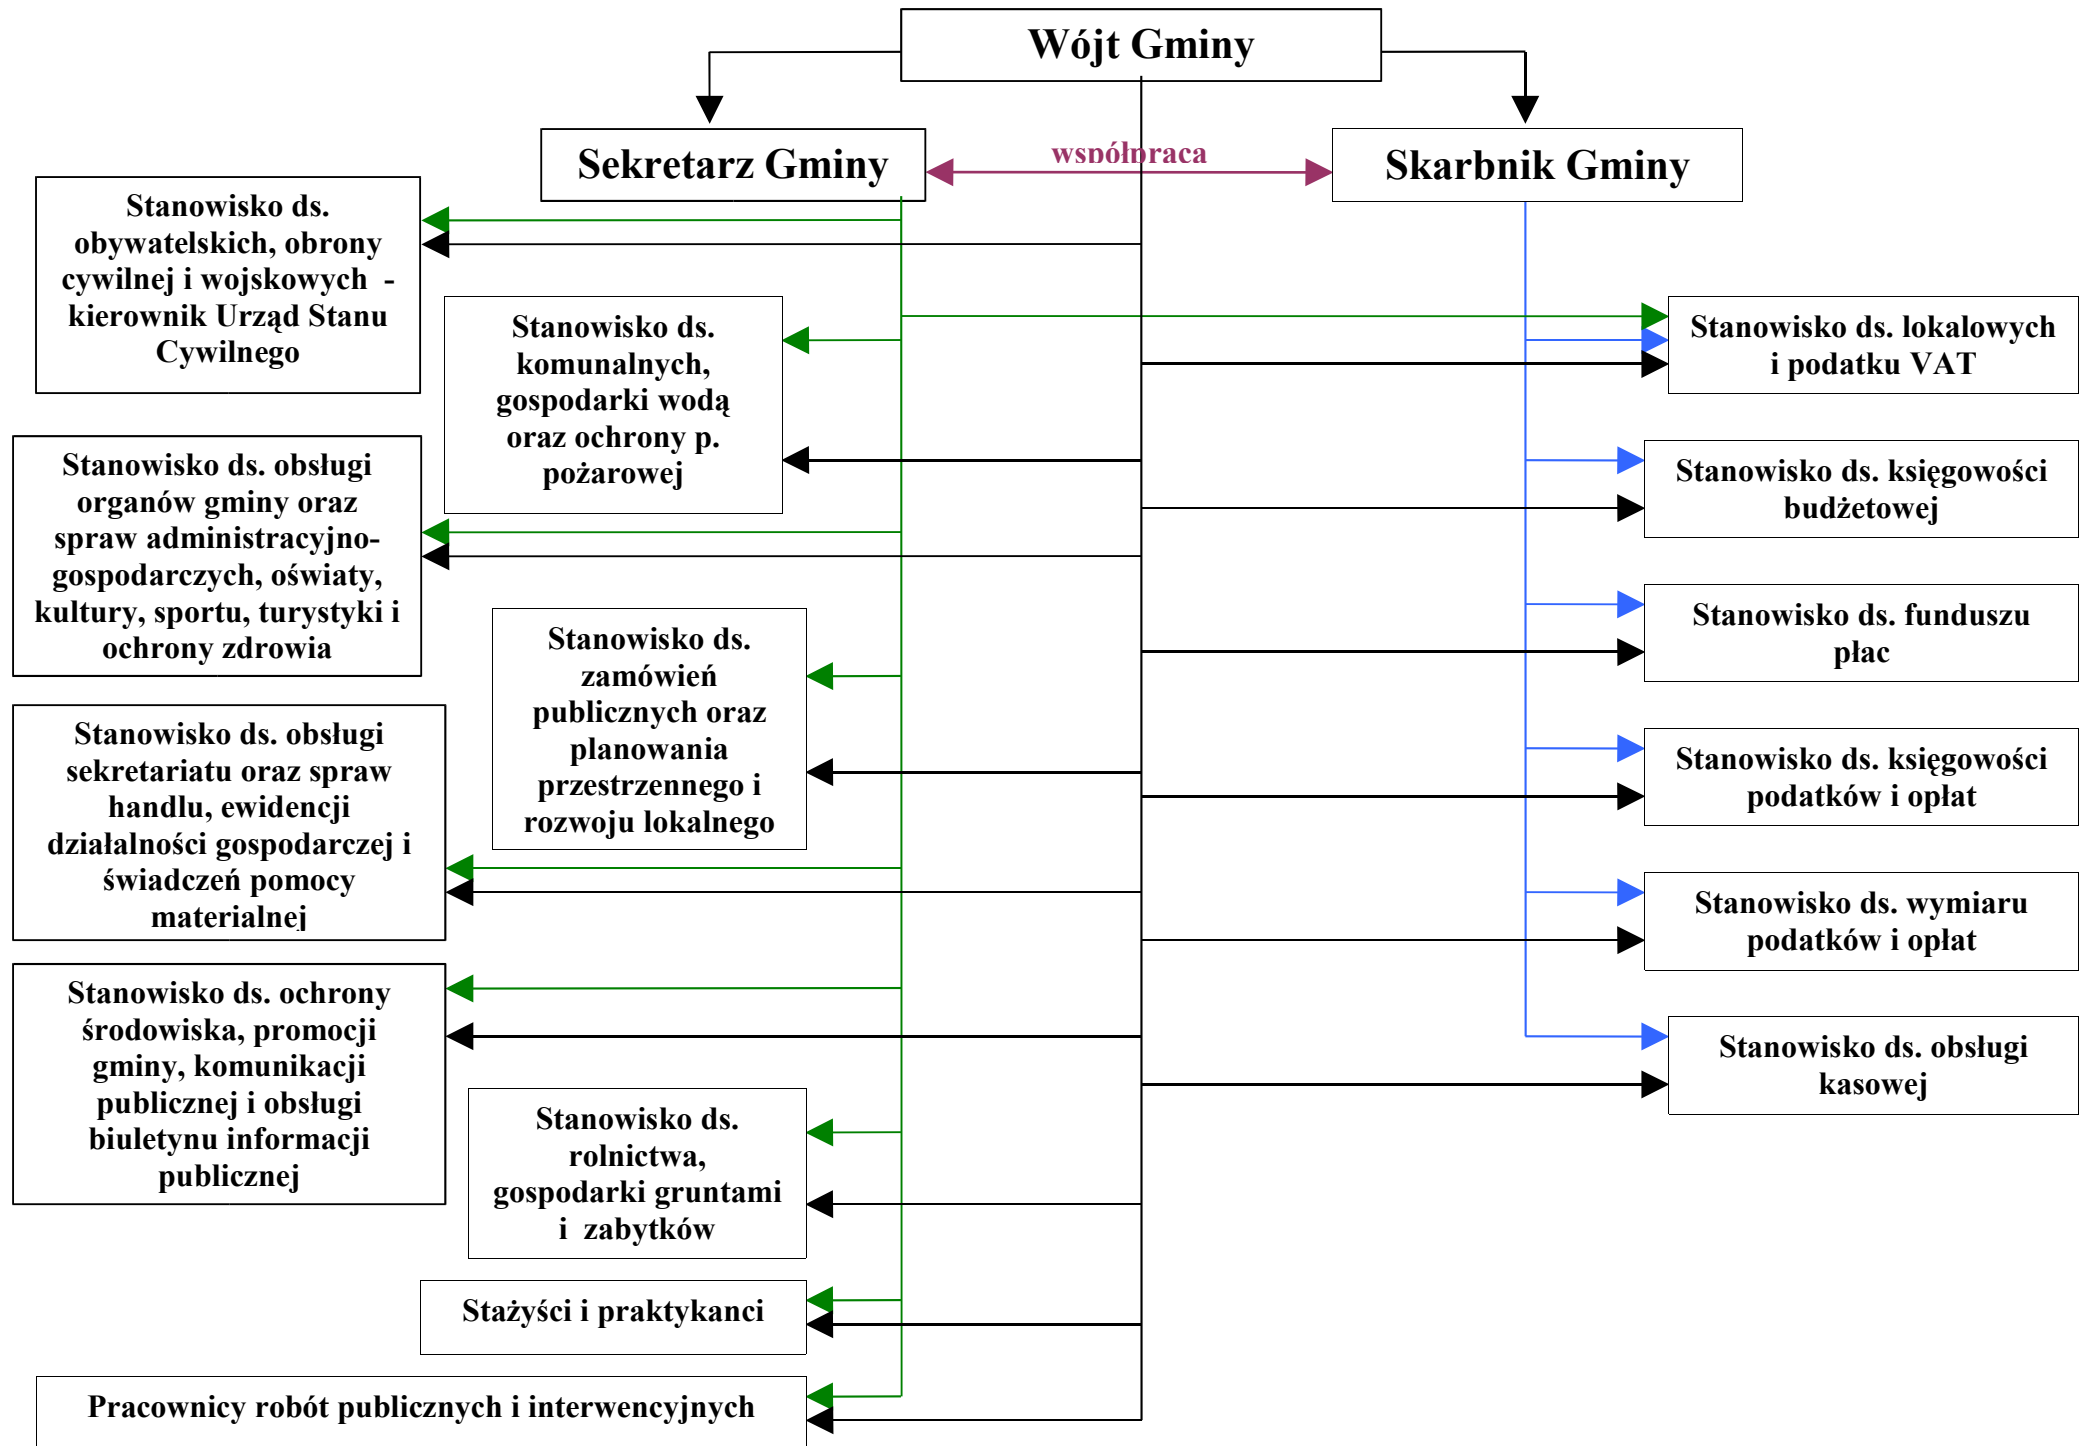 Wójt Gminy
Sekretarz Gminy
współpraca
Skarbnik Gminy
Stanowisko ds.
obywatelskich, obrony
cywilnej i wojskowych  -
kierownik Urząd Stanu
Cywilnego
Stanowisko ds.
komunalnych,
gospodarki wodą
oraz ochrony p.
pożarowej
Stanowisko ds. lokalowych
i podatku VAT
Stanowisko ds. obsługi
organów gminy oraz
spraw administracyjno-
gospodarczych, oświaty,
kultury, sportu, turystyki i
ochrony zdrowia
Stanowisko ds. księgowości
budżetowej
Stanowisko ds.
zamówień
publicznych oraz
planowania
przestrzennego i
rozwoju lokalnego
Stanowisko ds. funduszu
płac
Stanowisko ds. obsługi
sekretariatu oraz spraw
handlu, ewidencji
działalności gospodarczej i
świadczeń pomocy
materialnej
Stanowisko ds. księgowości
podatków i opłat
Stanowisko ds. wymiaru
podatków i opłat
Stanowisko ds. ochrony
środowiska, promocji
gminy, komunikacji
publicznej i obsługi
biuletynu informacji
publicznej
Stanowisko ds. obsługi
kasowej
Stanowisko ds.
rolnictwa,
gospodarki gruntami
i  zabytków
Stażyści i praktykanci
Pracownicy robót publicznych i interwencyjnych